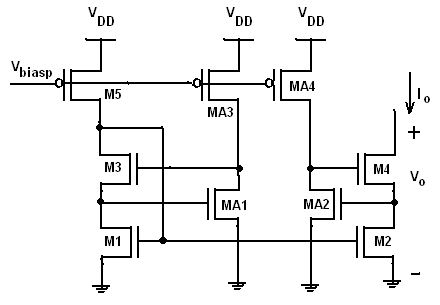 VDD VDD VDD
Vbiasp
M5 MA3 MA4 Io
+
M3 M4
MA1 MA2 Vo
M1 M2
−